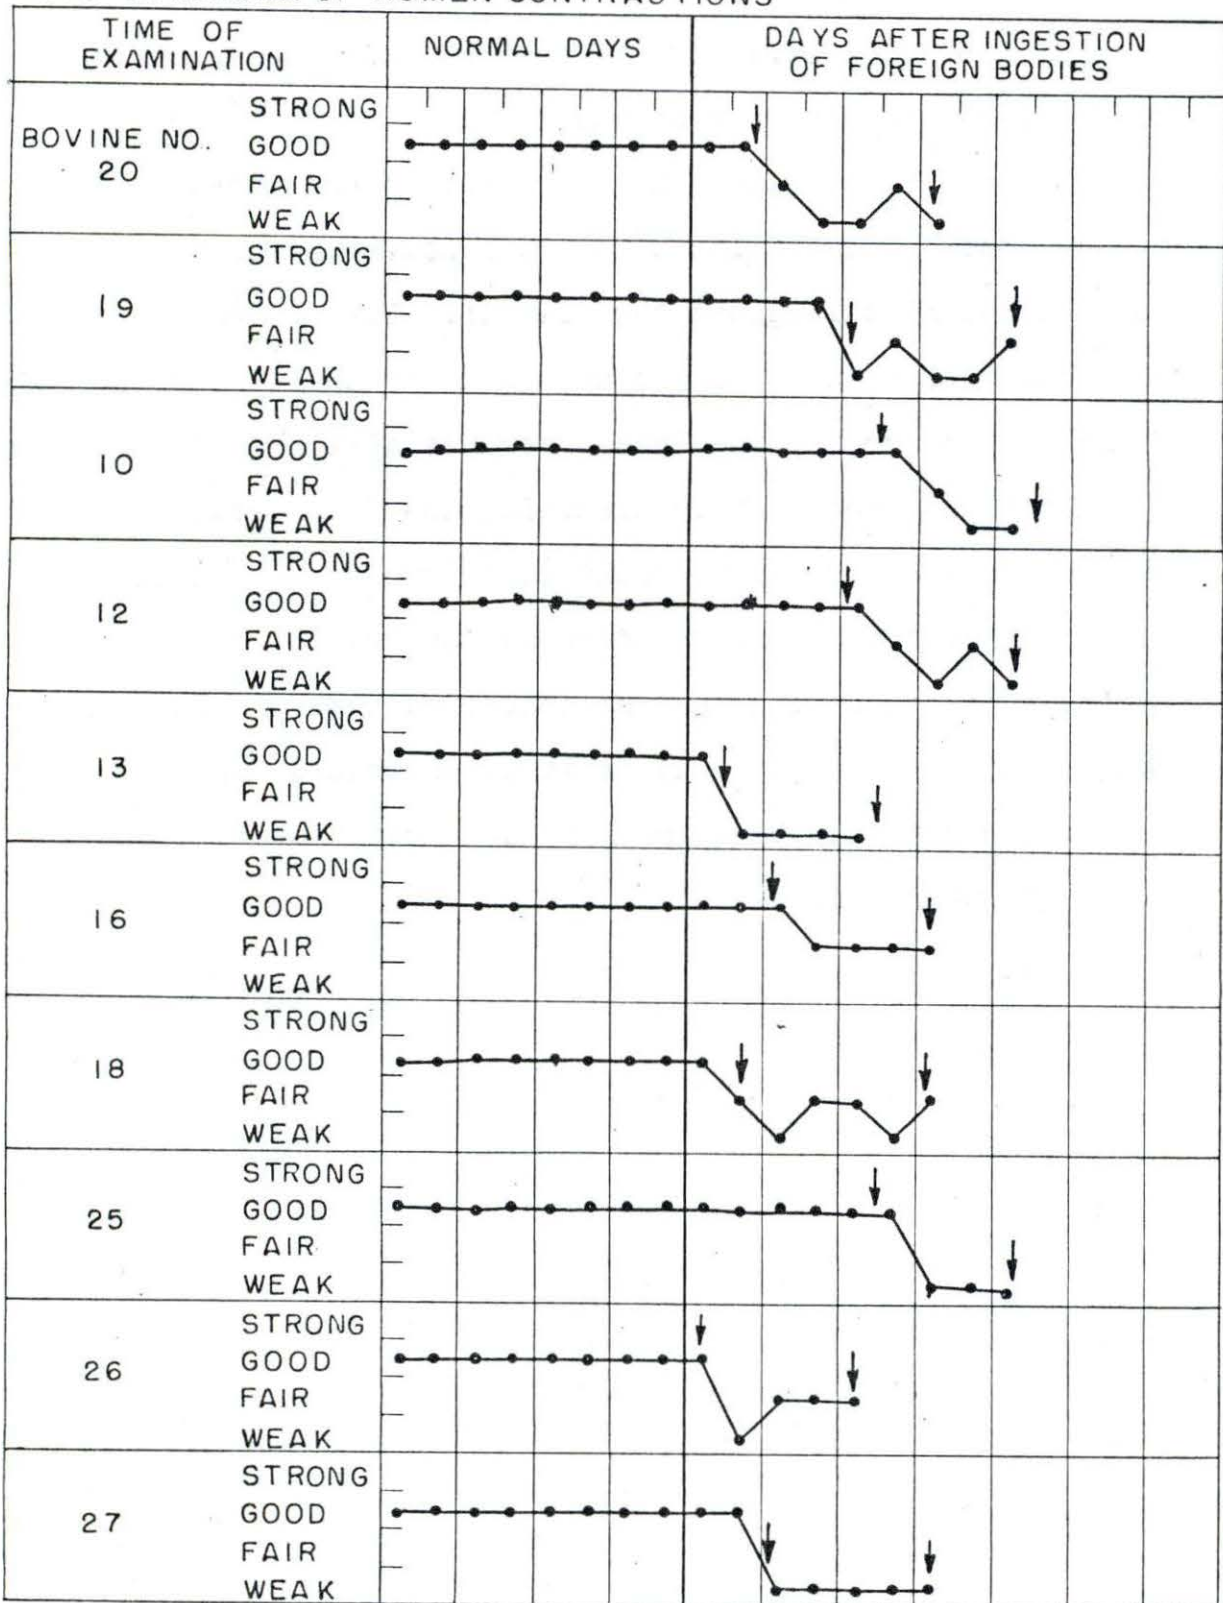 RUMEN CONTRACTIONS
TIME OF
EXAMINATION
NORMAL DAYS
DAYS AFTER INGESTION
OF FOREIGN BODIES
BOVINE NO.
20
STRONG
GOOD
FAIR
WEAK
19
STRONG
GOOD
FAIR
WEAK
10
STRONG
GOOD
FAIR
WEAK
12
STRONG
GOOD
FAIR
WEAK
13
STRONG
GOOD
FAIR
WEAK
16
STRONG
GOOD
FAIR
WEAK
18
STRONG
GOOD
FAIR
WEAK
25
STRONG
GOOD
FAIR
WEAK
26
STRONG
GOOD
FAIR
WEAK
27
STRONG
GOOD
FAIR
WEAK